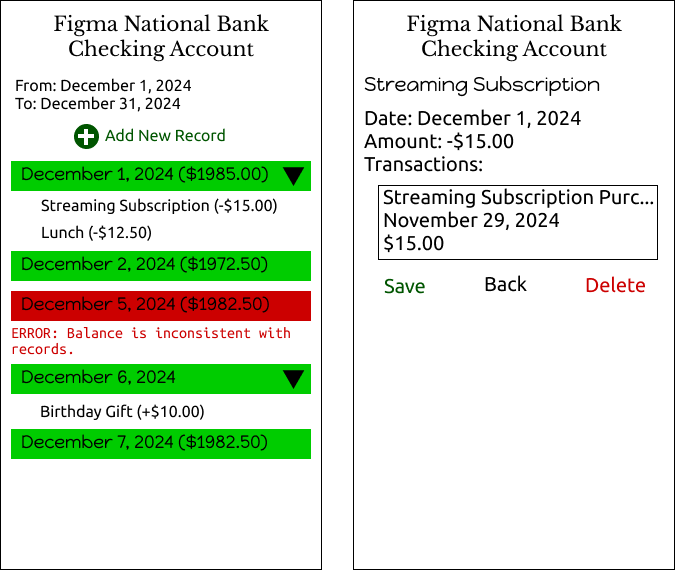 Figma National Bank
Checking Account
From: December 1, 2024
To: December 31, 2024
Add New Record
December 1, 2024 ($1985.00)
Streaming Subscription (-$15.00)
Lunch (-$12.50)
December 2, 2024 ($1972.50)
December 5, 2024 ($1982.50)
ERROR: Balance is inconsistent with
records.
December 6, 2024
Birthday Gift (+$10.00)
December 7, 2024 ($1982.50)
Figma National Bank
Checking Account
Streaming Subscription
Date: December 1, 2024
Amount: -$15.00
Transactions:
Streaming Subscription Purc...
November 29, 2024
$15.00
Save
Back
Delete